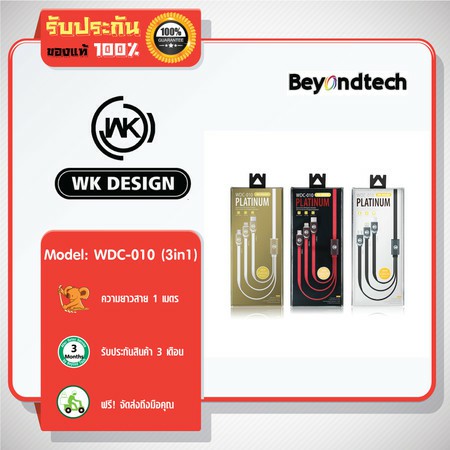 รับประกัน
ของแท้ 100%
100%
GUARANTEE
Beyondtech
WK
WK DESIGN
WDC-010
PLATINUM
WDC-010
PLATINUM
WDC-010
PLATINUM
Model: WDC-010 (3in1)
ความยาวสาย 1 เมตร
3
Months
รับประกันสินค้า 3 เดือน
ฟรี! จัดส่งถึงมือคุณ